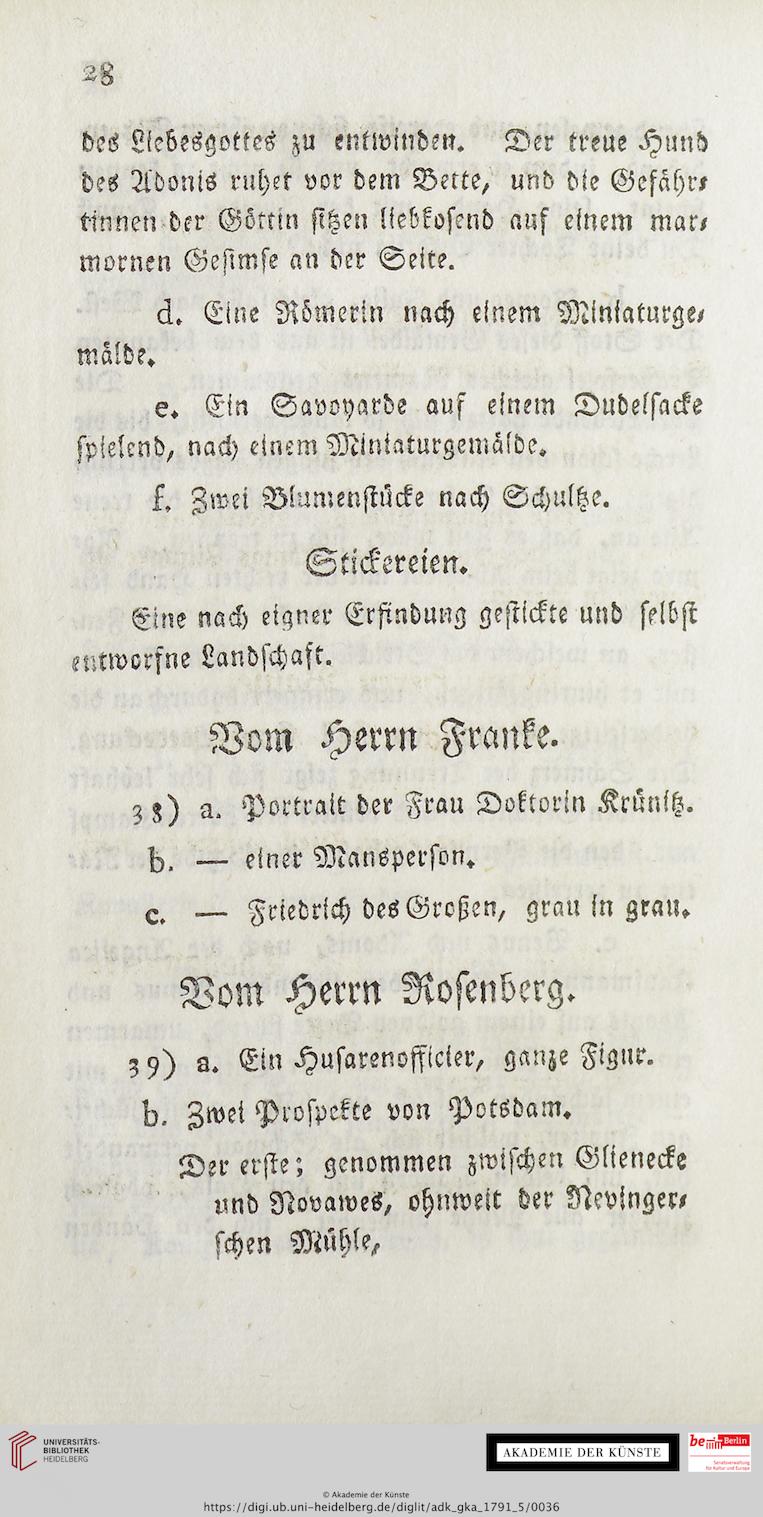 28
des Liebesgottes zu entwinden. Der treue Hund
des Adonis ruhet vor dem Bette, und die Gefähr⸗
tinnen der Göttin sitzen liebkosend auf einem mar⸗
mornen Gesimse an der Seite.
d. Eine Römerin nach einem Miniaturge⸗
mälde.
e. Ein Savoyarde auf einem Dudelsacke
spielend, nach einem Miniaturgemälde.
f. Zwei Blumenstücke nach Schultze.
Stickereien.
Eine nach eigner Erfindung gestickte und selbst
entworfne Landschaft.
Vom Herrn Franke.
38) a. Portrait der Frau Doktorin Krünitz.
b. — einer Mansperson.
c. — Friedrich des Großen, grau in grau.
Vom Herrn Rosenberg.
39) a. Ein Husarenofficier, ganze Figur.
b. Zwei Prospekte von Potsdam.
Der erste; genommen zwischen Glienecke
und Novawes, ohnweit der Nevinger⸗
schen Mühle,
UNIVERSITÄTS-
BIBLIOTHEK
HEIDELBERG
AKADEMIE DER KÜNSTE
be Berlin
Senatsverwaltung
für Kultur und Europa
© Akademie der Künste
https://digi.ub.uni-heidelberg.de/diglit/adk_gka_1791_5/0036